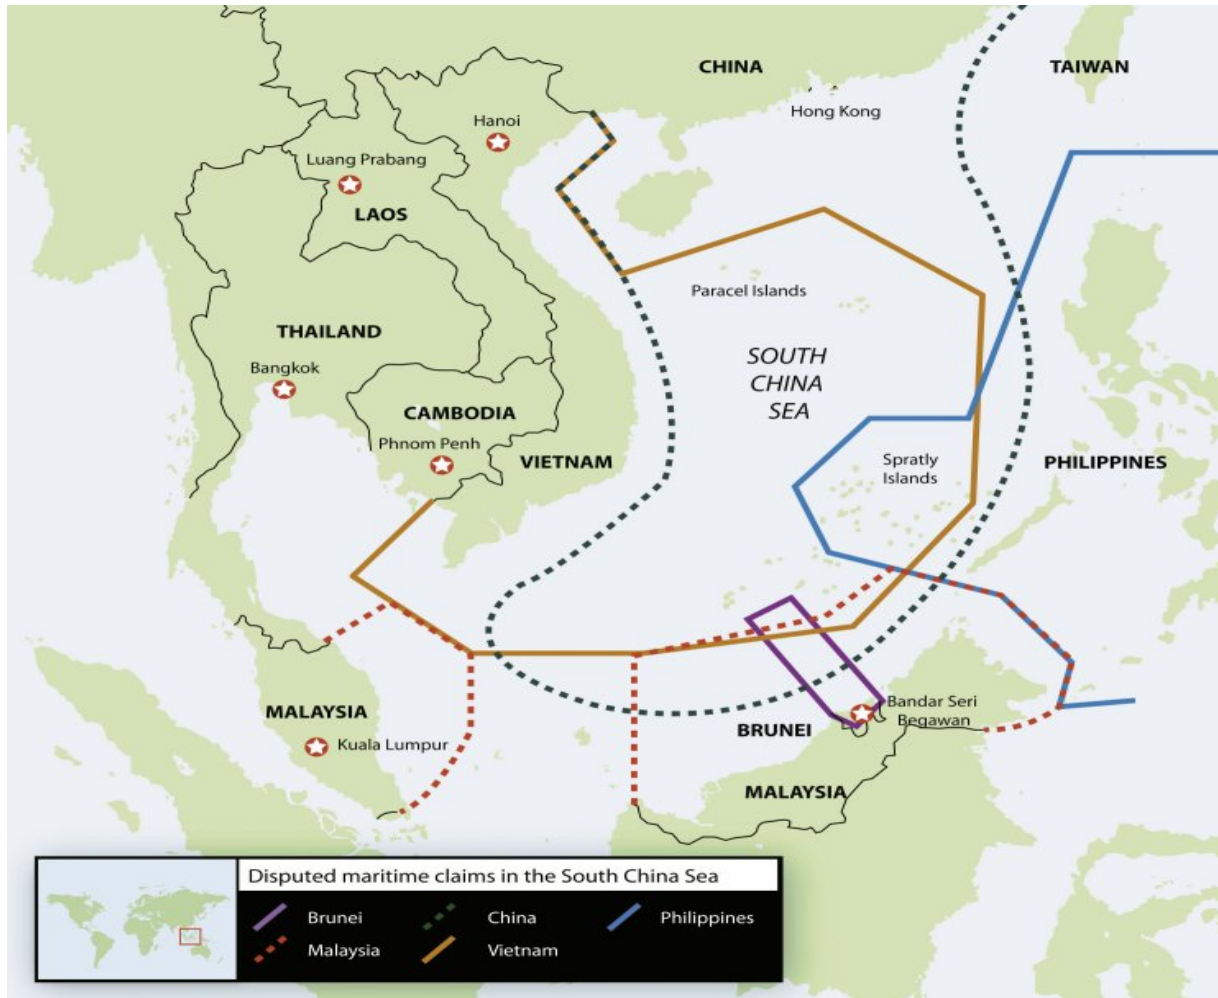 CHINA
TAIWAN
Hong Kong
Hanoi
Luang Prabang
LAOS
Paracel Islands
THAILAND
SOUTH
CHINA
SEA
Bangkok
CAMBODIA
Phnom Penh
VIETNAM
Spratly
Islands
PHILIPPINES
MALAYSIA
Kuala Lumpur
BRUNEI
Bandar Seri
Begawan
MALAYSIA
Disputed maritime claims in the South China Sea
Brunei
China
Philippines
Malaysia
Vietnam